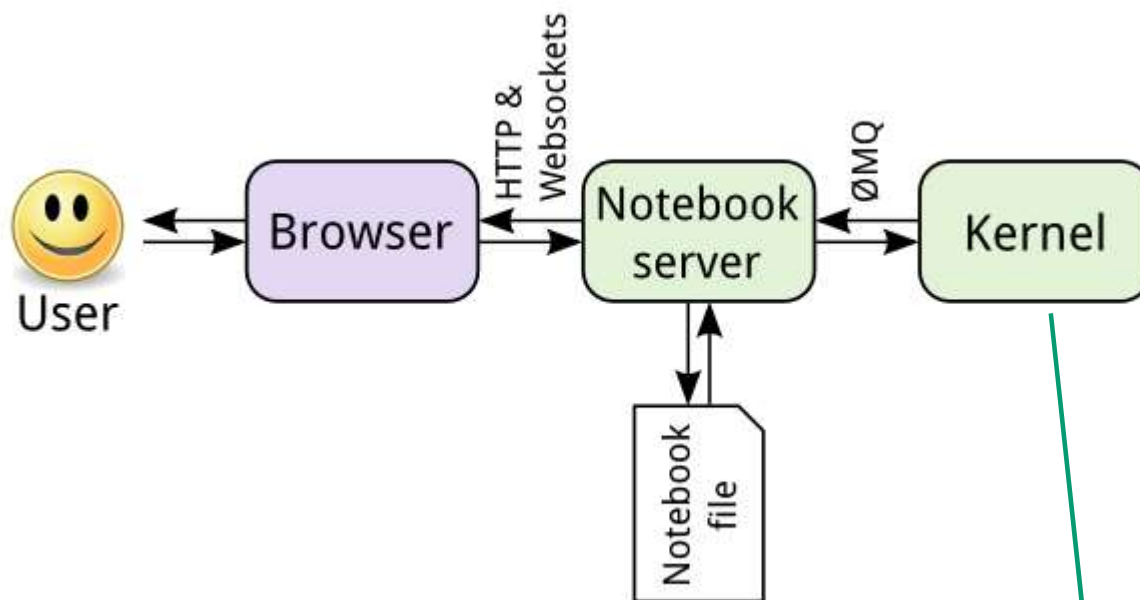 User
Browser
HTTP &
Websockets
Notebook
server
ØMQ
Kernel
Notebook
file